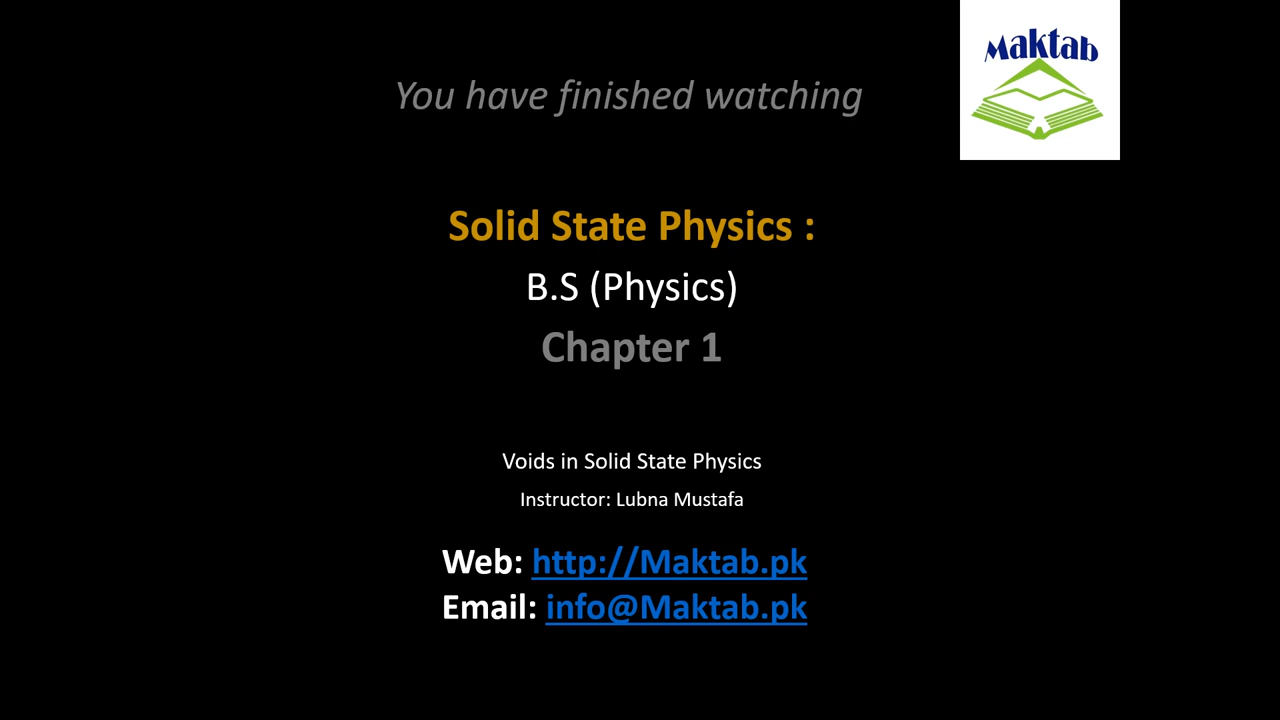 Maktab
You have finished watching
Solid State Physics :
B.S (Physics)
Chapter 1
Voids in Solid State Physics
Instructor: Lubna Mustafa
Web: http://Maktab.pk
Email: info@Maktab.pk